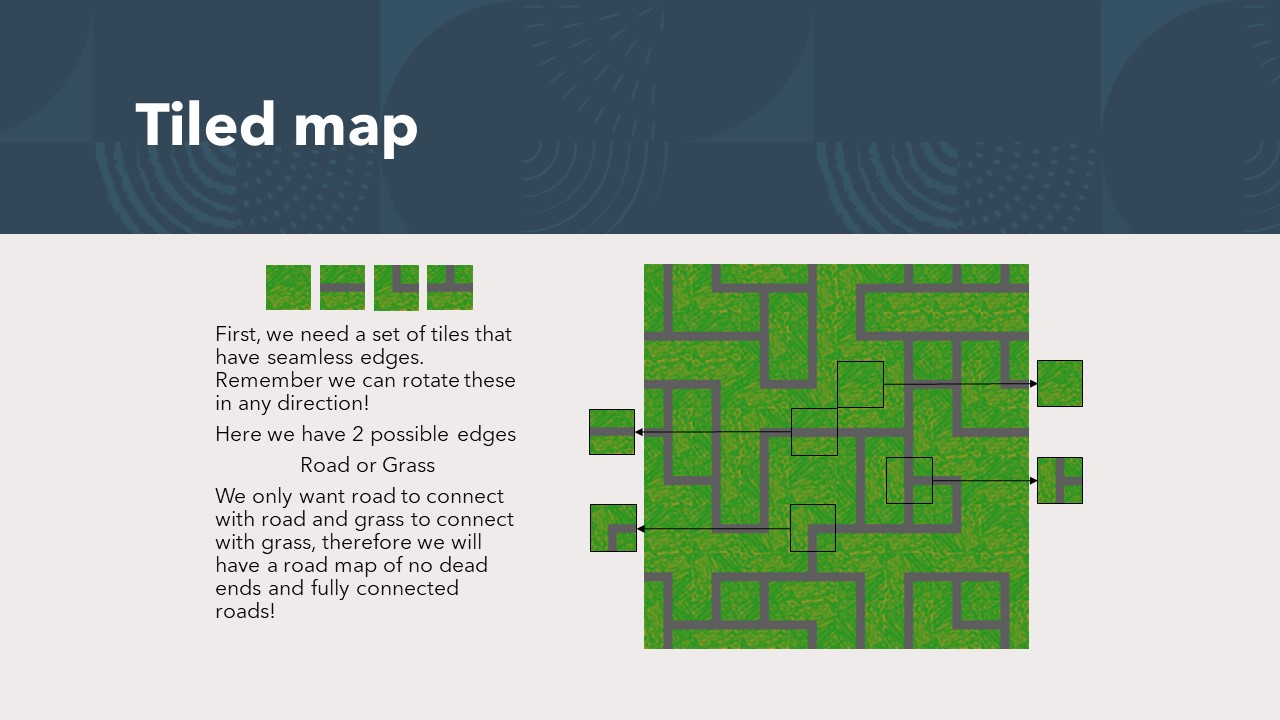 Tiled map
First, we need a set of tiles that
have seamless edges.
Remember we can rotate these
in any direction!
Here we have 2 possible edges
Road or Grass
We only want road to connect
with road and grass to connect
with grass, therefore we will
have a road map of no dead
ends and fully connected
roads!